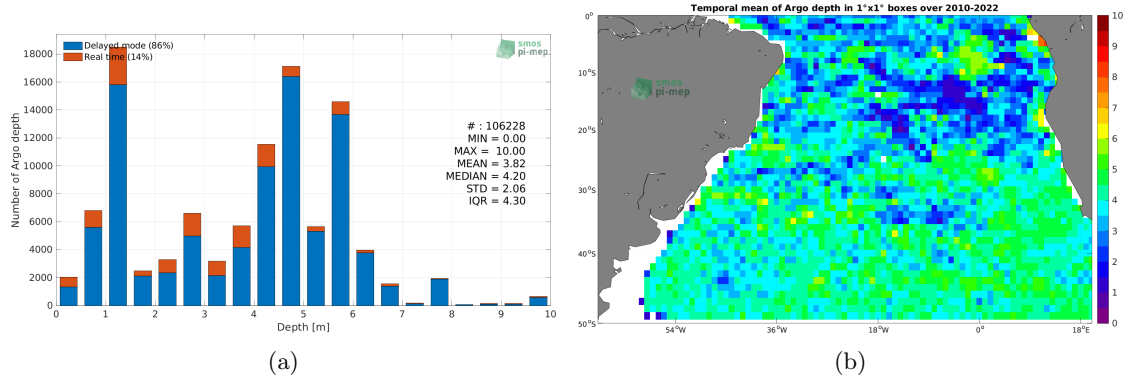 Delayed mode (86%)
Real time (14%)
smos
pi-mep
18000
16000
14000
12000
10000
8000
6000
4000
2000
0
Number of Argo depth
# : 106228
MIN = 0.00
MAX = 10.00
MEAN = 3.82
MEDIAN = 4.20
STD = 2.06
IQR = 4.30
0 1 2 3 4 5 6 7 8 9 10
Depth [m]
(a)
Temporal mean of Argo depth in 1°x1° boxes over 2010-2022
0°
10°S
20°S
30°S
40°S
50°S
smos
pi-mep
54°W 36°W 18°W 0° 18°E
10
9
8
7
6
5
4
3
2
1
0
(b)